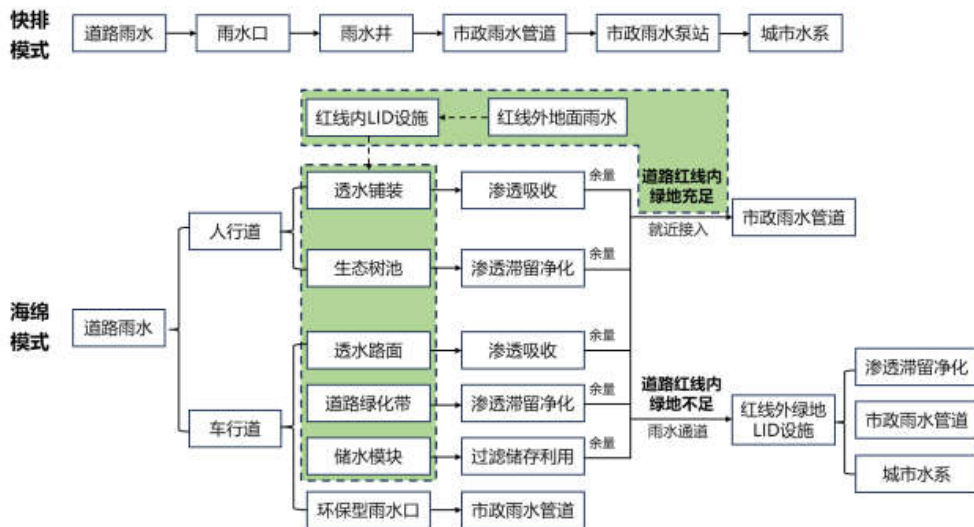 快排
模式
道路雨水
雨水口
雨水井
市政雨水管道
市政雨水泵站
城市水系
红线内LID设施
红线外地面雨水
道路红线内
绿地充足
就近接入
市政雨水管道
海绵
模式
道路雨水
人行道
透水铺装
渗透吸收
余量
生态树池
渗透滞留净化
余量
车行道
透水路面
渗透吸收
余量
道路绿化带
渗透滞留净化
余量
储水模块
过滤储存利用
余量
环保型雨水口
市政雨水管道
道路红线内
绿地不足
雨水通道
红线外绿地
LID设施
渗透滞留净化
市政雨水管道
城市水系